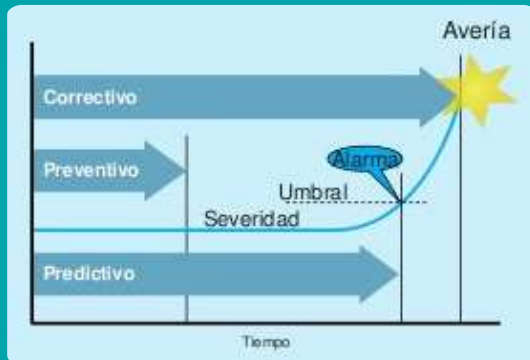 Avería
Correctivo
Preventivo
Alarma
Umbral
Severidad
Predictivo
Tiempo